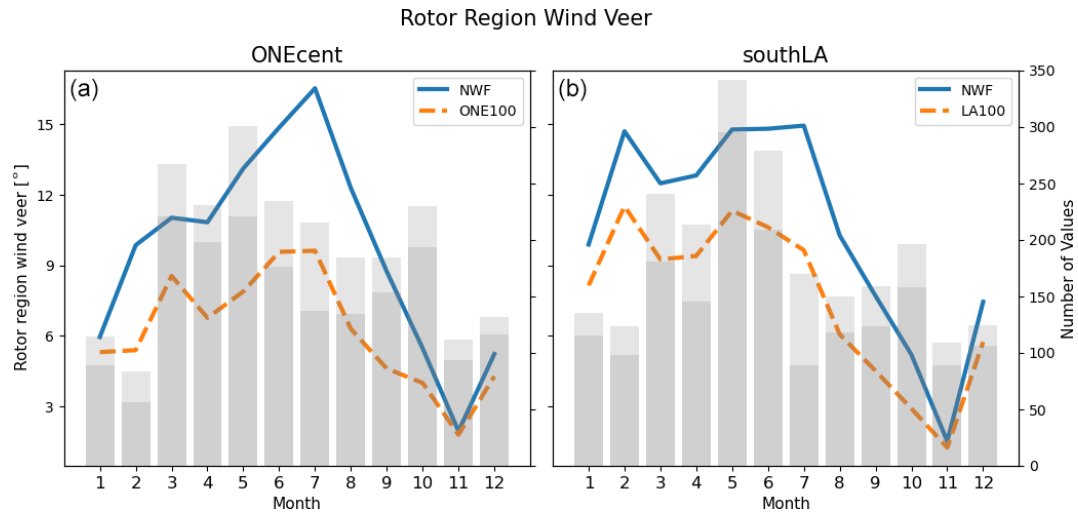 Rotor Region Wind Veer
ONEcent
(a)
NWF
ONE100
Rotor region wind veer [°]
15
12
9
6
3
1 2 3 4 5 6 7 8 9 10 11 12
Month
southLA
(b)
NWF
LA100
350
300
250
200
150
100
50
0
Number of Values
1 2 3 4 5 6 7 8 9 10 11 12
Month